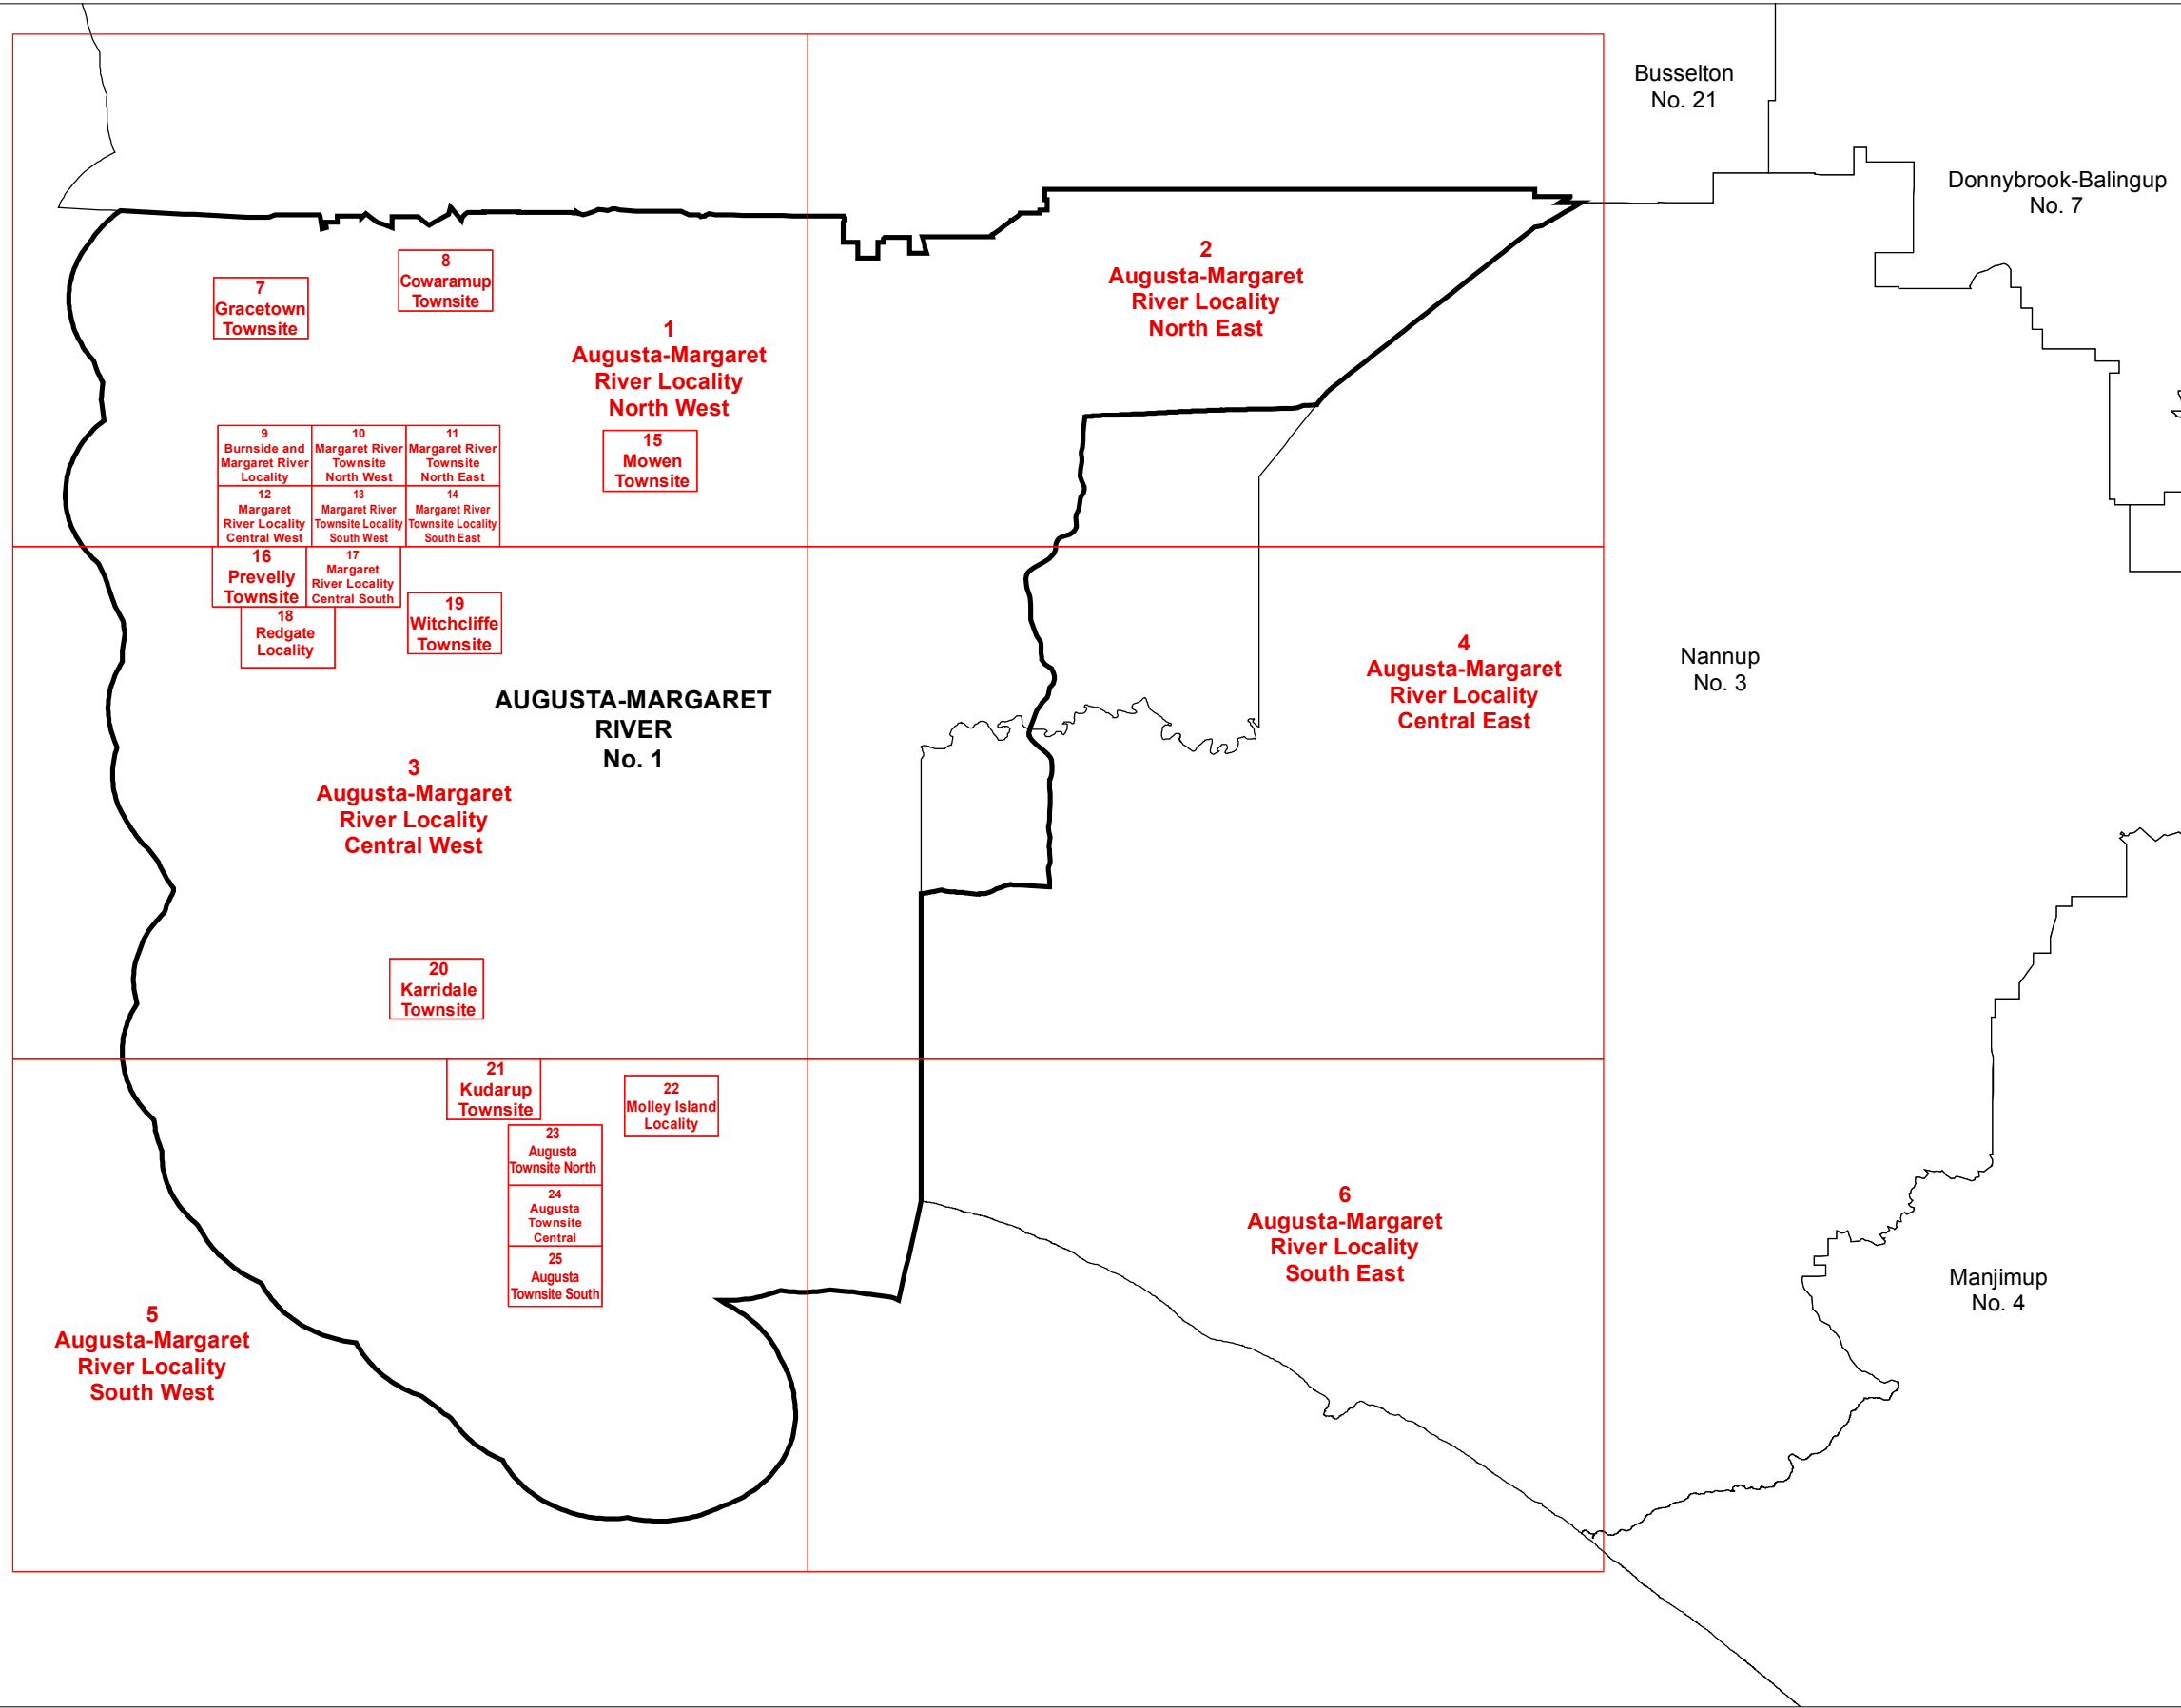 Busselton
No. 21
Donnybrook-Balingup
No. 7
2
Augusta-Margaret
River Locality
North East
8
Cowaramup
Townsite
7
Gracetown
Townsite
1
Augusta-Margaret
River Locality
North West
9
Burnside and
Margaret River
Locality
10
Margaret River
Townsite
North West
11
Margaret River
Townsite
North East
15
Mowen
Townsite
12
Margaret
River Locality
Central West
13
Margaret River
Townsite Locality
South West
14
Margaret River
Townsite Locality
South East
16
Prevelly
Townsite
17
Margaret
River Locality
Central South
18
Redgate
Locality
19
Witchcliffe
Townsite
4
Augusta-Margaret
River Locality
Central East
Nannup
No. 3
AUGUSTA-MARGARET
RIVER
No. 1
3
Augusta-Margaret
River Locality
Central West
20
Karridale
Townsite
21
Kudarup
Townsite
22
Molley Island
Locality
23
Augusta
Townsite North
24
Augusta
Townsite
Central
25
Augusta
Townsite South
6
Augusta-Margaret
River Locality
South East
Manjimup
No. 4
5
Augusta-Margaret
River Locality
South West